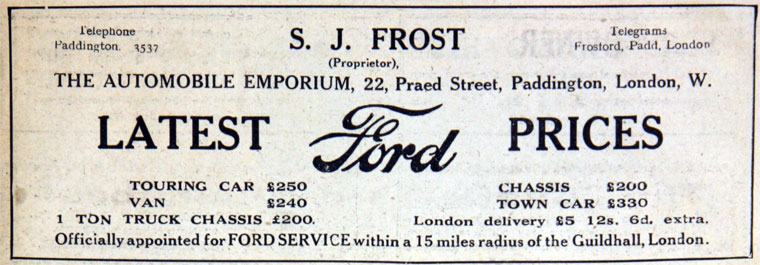 Telephone
Paddington. 3537
S. J. FROST
(Proprietor),
Telegrams
Frostord, Padd, London
THE AUTOMOBILE EMPORIUM, 22, Praed Street, Paddington, London, W.
LATEST Ford PRICES
TOURING CAR £250
VAN £240
1 TON TRUCK CHASSIS £200.
CHASSIS £200
TOWN CAR £330
London delivery £5 12s. 6d. extra.
Officially appointed for FORD SERVICE within a 15 miles radius of the Guildhall, London.